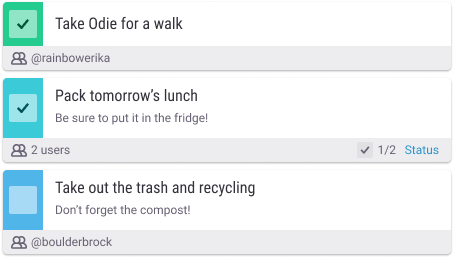 Take Odie for a walk
@rainbowerika
Pack tomorrow’s lunch
Be sure to put it in the fridge!
2 users 1/2 Status
Take out the trash and recycling
Don’t forget the compost!
@boulderbrock